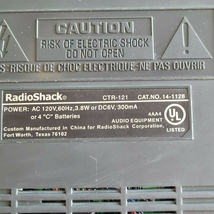 CAUTION
RISK OF ELECTRIC SHOCK
DO NOT OPEN
RISQUE DE CHOC ELECTRIQUE NE PAS OUVRIR
RadioShack® CTR-121 CAT.NO. 14-1128
POWER: AC 120V,60Hz,3.8W or DC6V, 300mA
or 4 "C" Batteries
4AA4
AUDIO EQUIPMENT
UL
LISTED
Custom Manufactured in China for RadioShack Corporation,
Fort Worth, Texas 76102